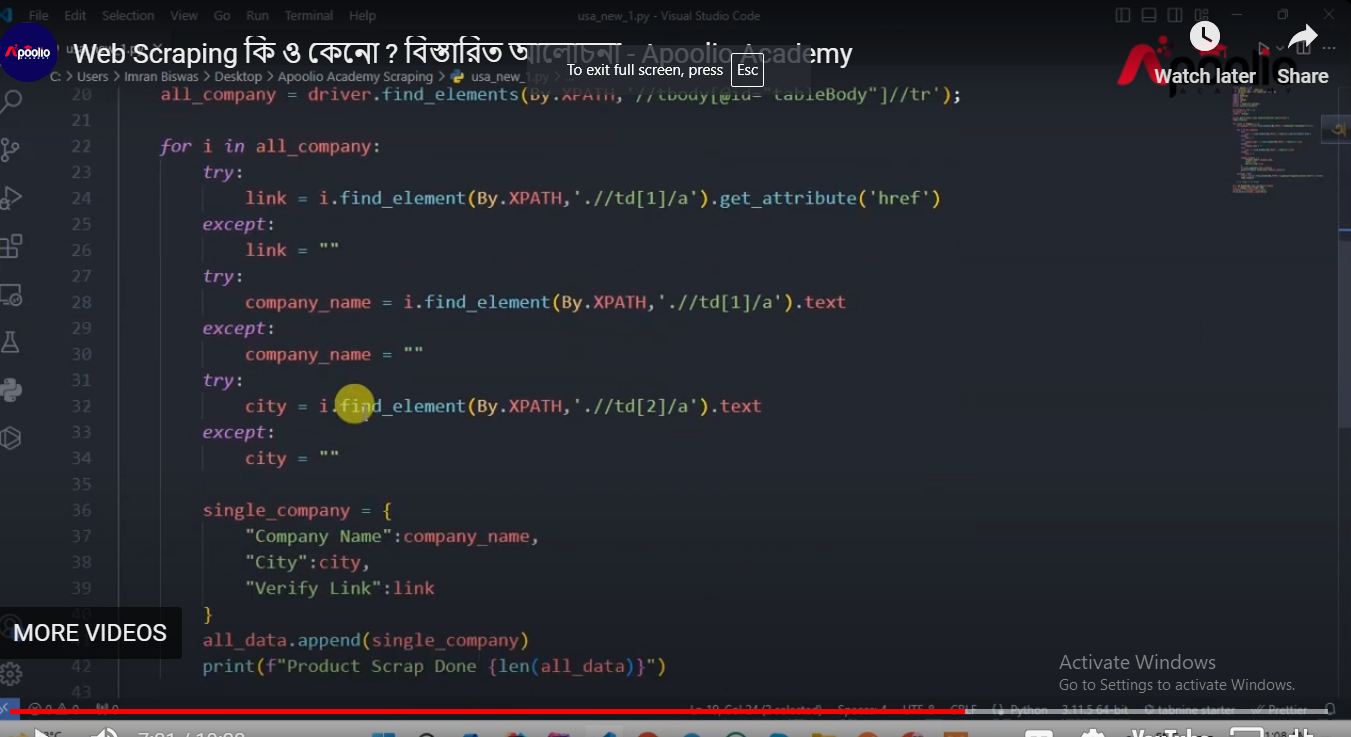 File Edit Selection View Go Run Terminal Help
usa_new_1.py - Visual Studio Code
Apoolio
Web Scraping কি ও কেনো ? বিস্তারিত আলোচনা - Apoolio Academy
To exit full screen, press Esc
Apoolio
ACADEMY
Watch later Share
C: > Users > Imran Biswas > Desktop > Apoolio Academy Scraping > usa_new_1.py
20 all_company = driver.find_elements(By.XPATH, '//tbody[@id="tableBody"]//tr');
21
22 for i in all_company:
23 try:
24 link = i.find_element(By.XPATH,'.//td[1]/a').get_attribute('href')
25 except:
26 link = ""
27 try:
28 company_name = i.find_element(By.XPATH,'.//td[1]/a').text
29 except:
30 company_name = ""
31 try:
32 city = i.find_element(By.XPATH,'.//td[2]/a').text
33 except:
34 city = ""
35
36 single_company = {
37 "Company Name":company_name,
38 "City":city,
39 "Verify Link":link
40 }
MORE VIDEOS
all_data.append(single_company)
42 print(f"Product Scrap Done {len(all_data)}")
43
Activate Windows
Go to Settings to activate Windows.
UTF-8 CRLF Python 3.11.5 64-bit tabnine starter Prettier
YouTube